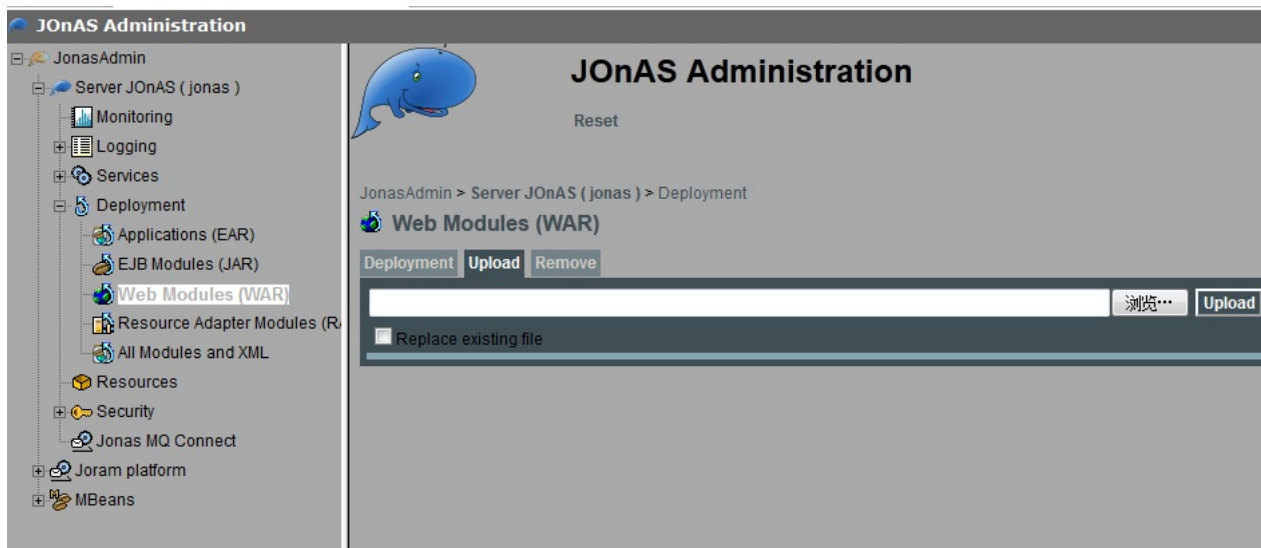 JOnAS Administration
JonasAdmin
Server JOnAS ( jonas )
Monitoring
Logging
Services
Deployment
Applications (EAR)
EJB Modules (JAR)
Web Modules (WAR)
Resource Adapter Modules (RA
All Modules and XML
Resources
Security
Jonas MQ Connect
Joram platform
MBeans
JOnAS Administration
Reset
JonasAdmin > Server JOnAS ( jonas ) > Deployment
Web Modules (WAR)
Deployment Upload Remove
浏览… Upload
Replace existing file